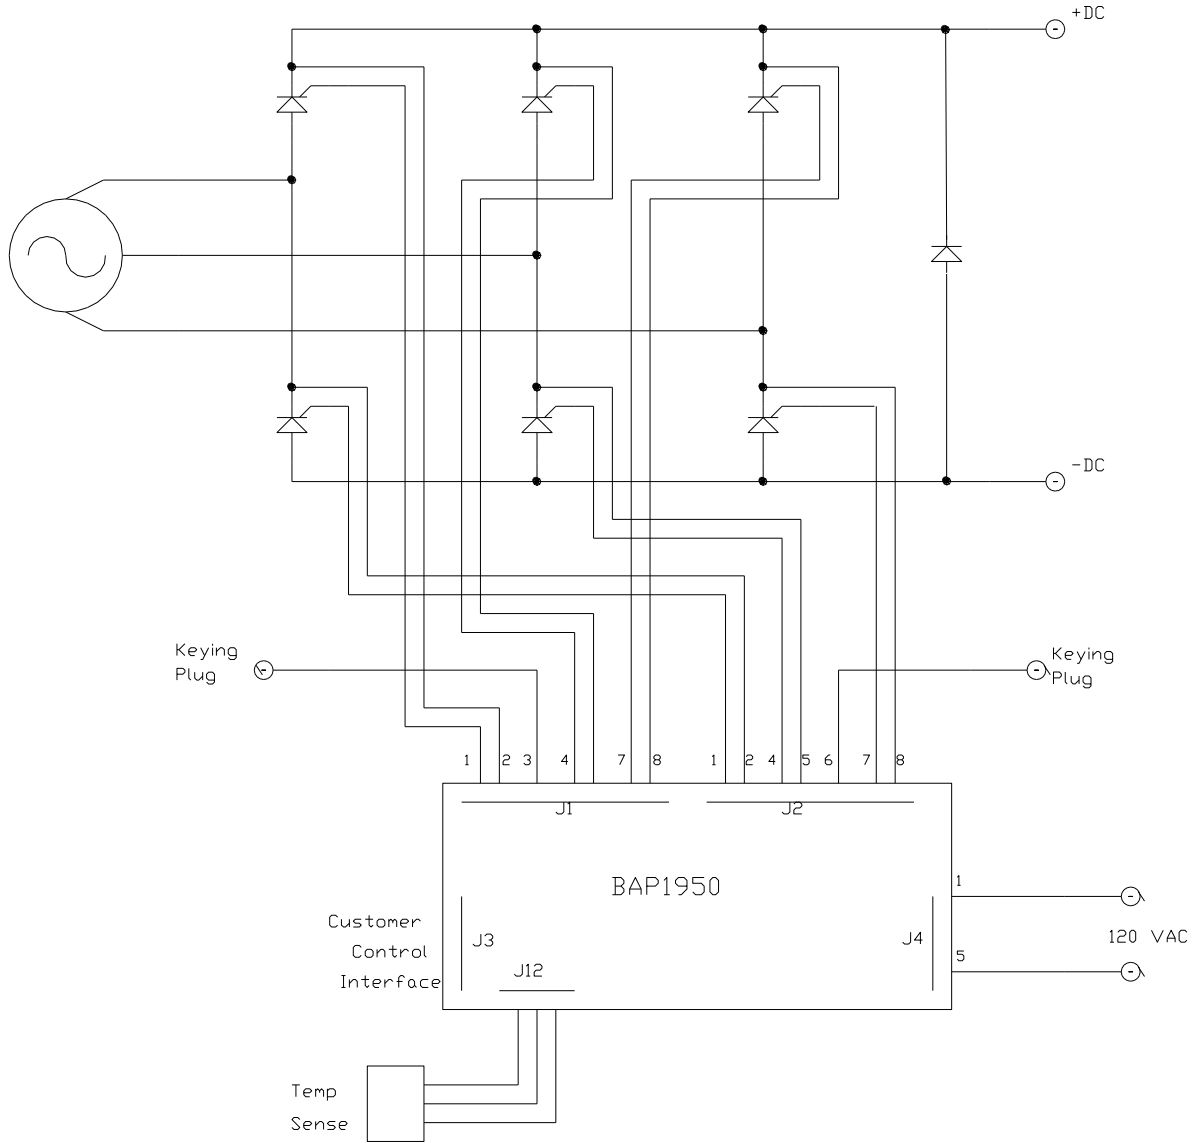 +DC
-DC
Keying
Plug
Keying
Plug
1 2 3 4 7 8 1 2 4 5 6 7 8
J1 J2
BAP1950
1
Customer
Control
Interface
J3
J4
120 VAC
5
J12
Temp
Sense